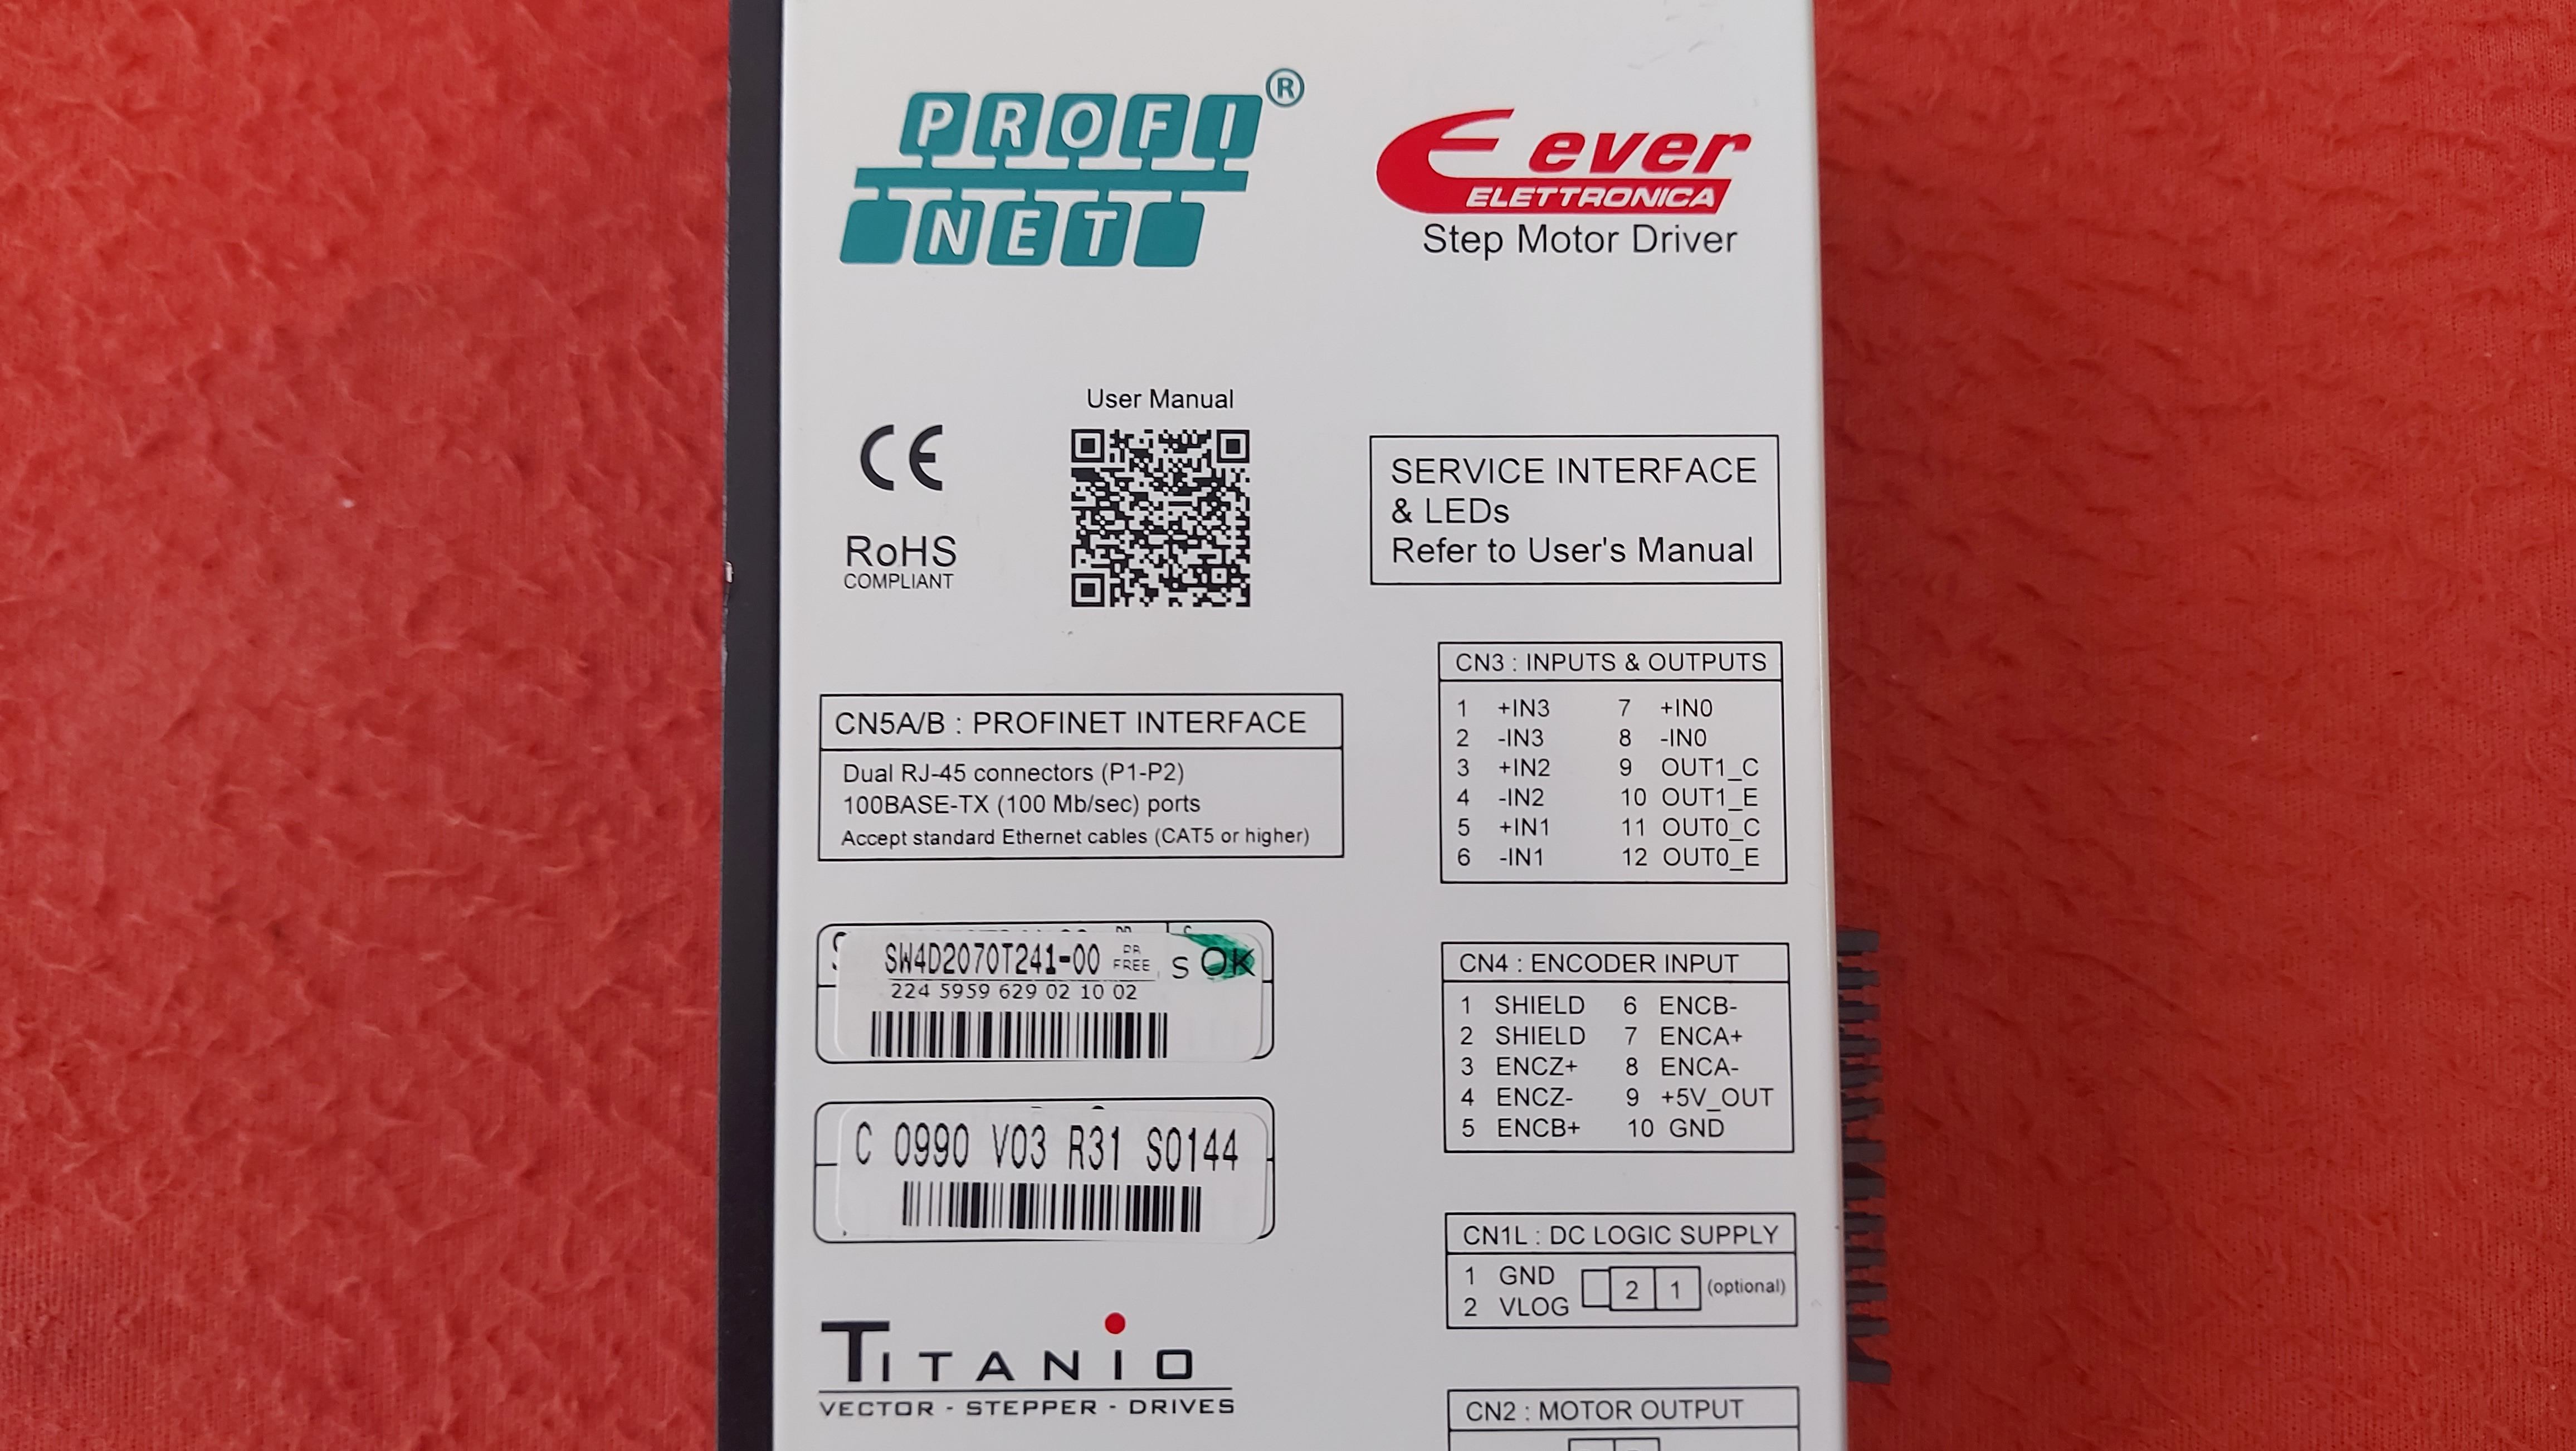 PROFI®
NET
ever
ELETTRONICA
Step Motor Driver
User Manual
CE
RoHS
COMPLIANT
SERVICE INTERFACE
& LEDs
Refer to User's Manual
CN5A/B : PROFINET INTERFACE
Dual RJ-45 connectors (P1-P2)
100BASE-TX (100 Mb/sec) ports
Accept standard Ethernet cables (CAT5 or higher)
CN3 : INPUTS & OUTPUTS
1 +IN3 7 +IN0
2 -IN3 8 -IN0
3 +IN2 9 OUT1_C
4 -IN2 10 OUT1_E
5 +IN1 11 OUT0_C
6 -IN1 12 OUT0_E
SW4D2070T241-00 PB FREE S OK
224 5959 629 02 10 02
C 0990 V03 R31 S0144
CN4 : ENCODER INPUT
1 SHIELD 6 ENCB-
2 SHIELD 7 ENCA+
3 ENCZ+ 8 ENCA-
4 ENCZ- 9 +5V_OUT
5 ENCB+ 10 GND
CN1L : DC LOGIC SUPPLY
1 GND
2 VLOG
2 1 (optional)
TITANIO
VECTOR - STEPPER - DRIVES
CN2 : MOTOR OUTPUT